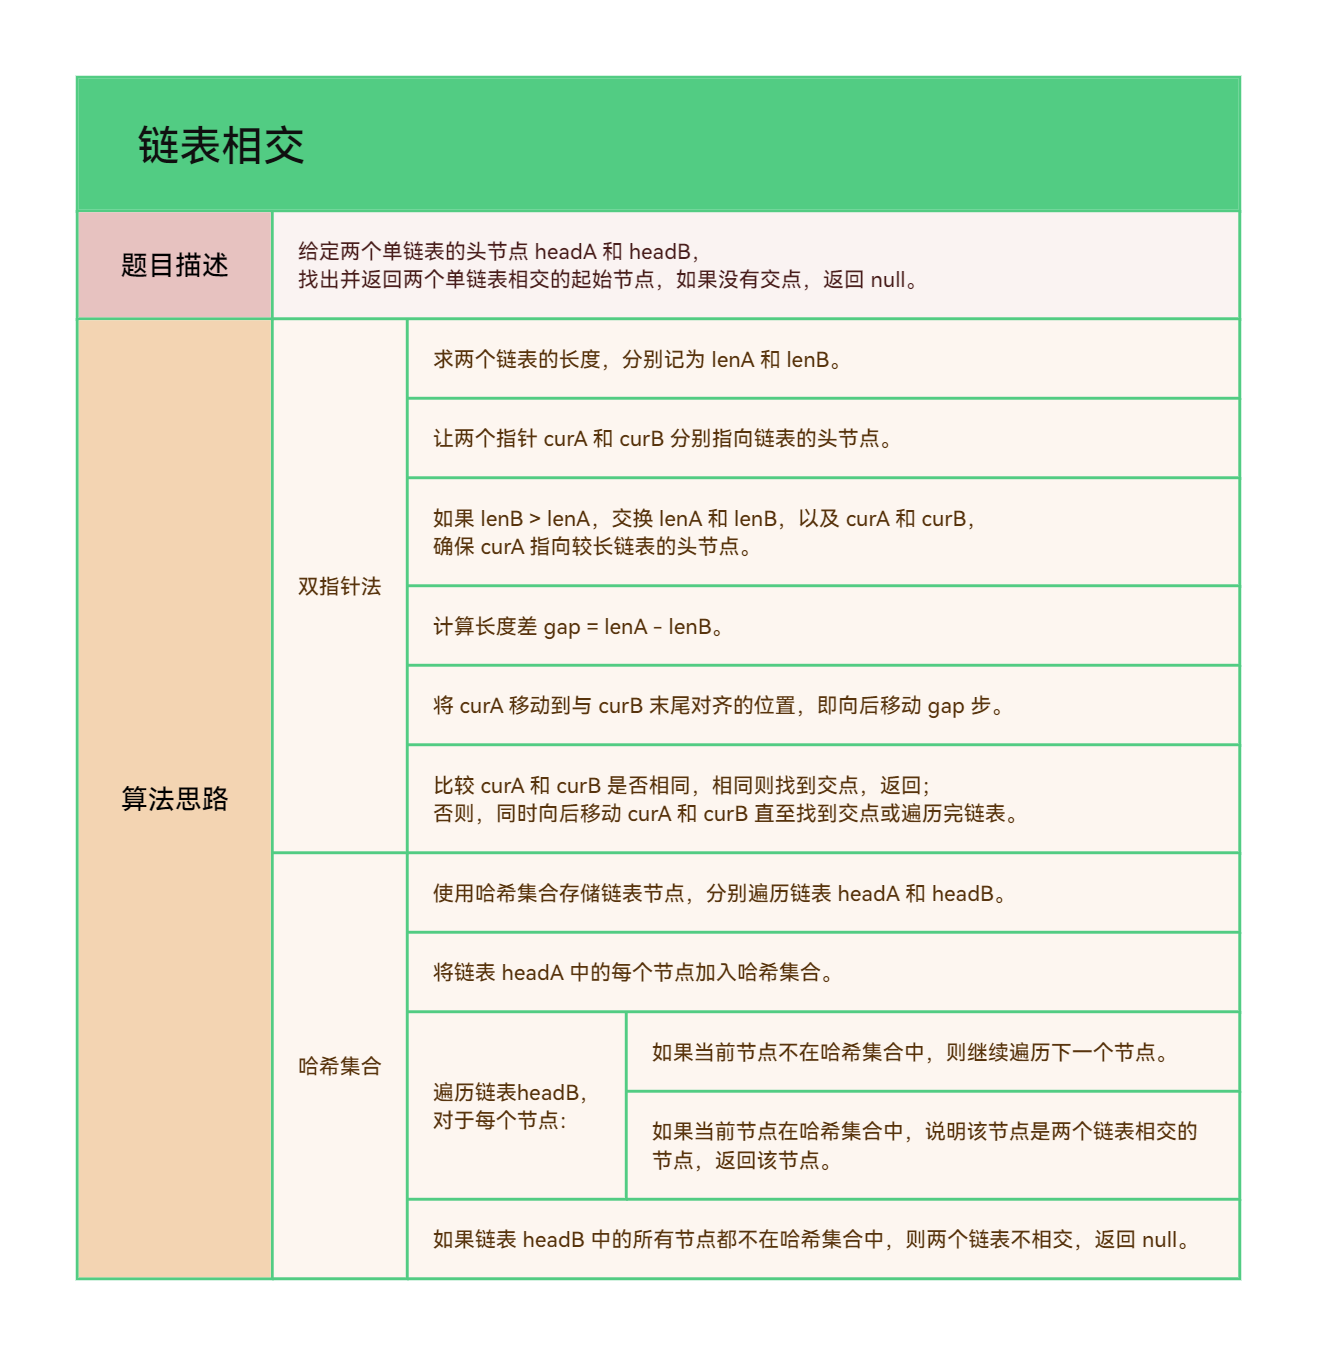 链表相交
题目描述
给定两个单链表的头节点 headA 和 headB，
找出并返回两个单链表相交的起始节点，如果没有交点，返回 null。
算法思路
双指针法
求两个链表的长度，分别记为 lenA 和 lenB。
让两个指针 curA 和 curB 分别指向链表的头节点。
如果 lenB > lenA，交换 lenA 和 lenB，以及 curA 和 curB，
确保 curA 指向较长链表的头节点。
计算长度差 gap = lenA - lenB。
将 curA 移动到与 curB 末尾对齐的位置，即向后移动 gap 步。
比较 curA 和 curB 是否相同，相同则找到交点，返回；
否则，同时向后移动 curA 和 curB 直至找到交点或遍历完链表。
哈希集合
使用哈希集合存储链表节点，分别遍历链表 headA 和 headB。
将链表 headA 中的每个节点加入哈希集合。
遍历链表headB，
对于每个节点：
如果当前节点不在哈希集合中，则继续遍历下一个节点。
如果当前节点在哈希集合中，说明该节点是两个链表相交的
节点，返回该节点。
如果链表 headB 中的所有节点都不在哈希集合中，则两个链表不相交，返回 null。